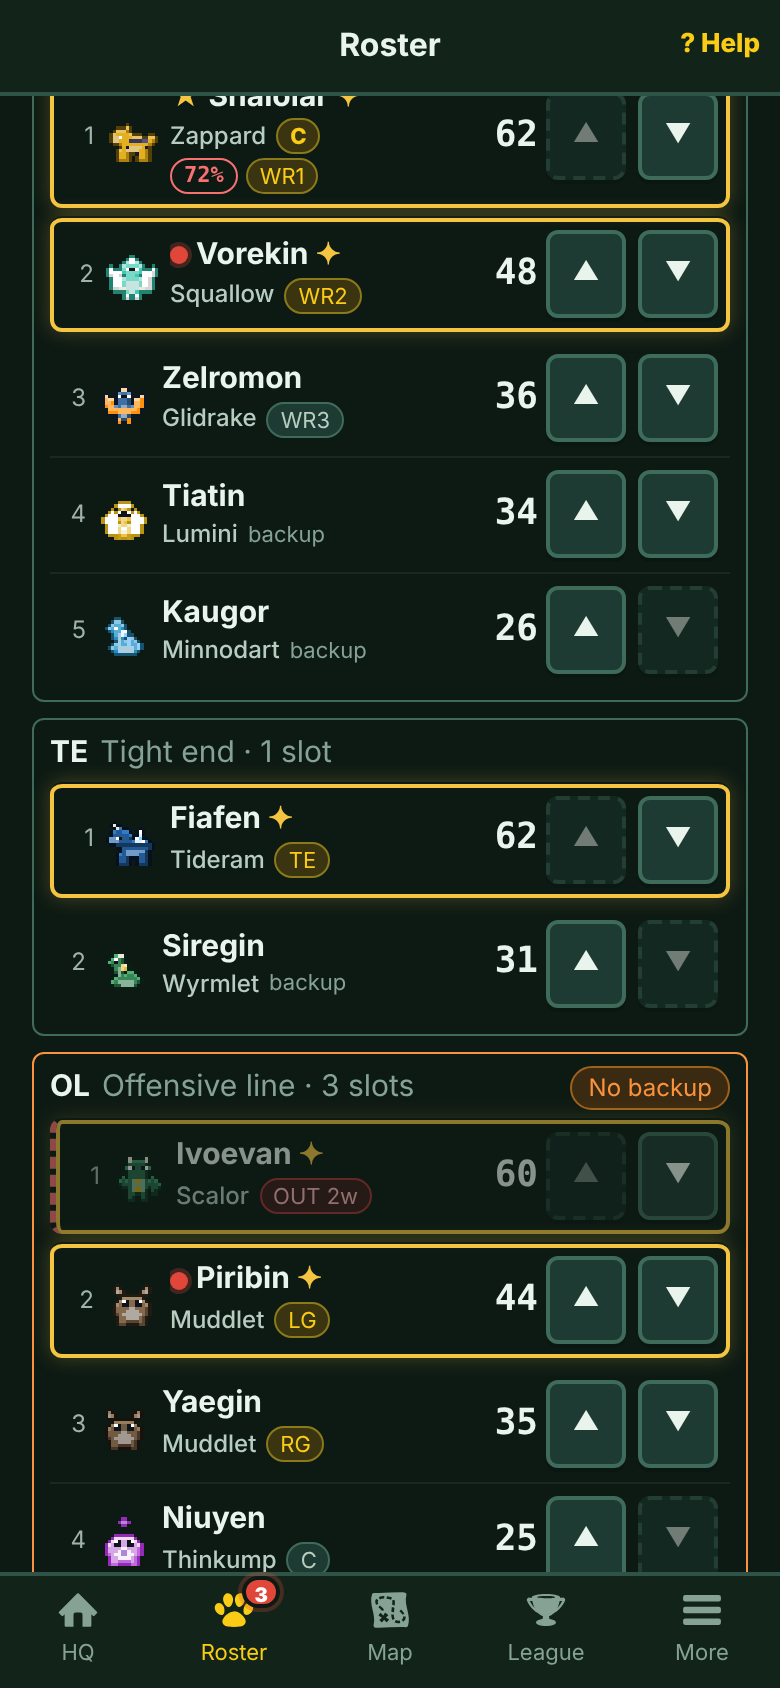 Roster
? Help
1
62
Zappard C
72% WR1
2
Vorekin
48
Squallow WR2
3
Zelromon
36
Glidrake WR3
4
Tiatin
34
Lumini backup
5
Kaugor
26
Minnodart backup
TE Tight end · 1 slot
1
Fiafen
62
Tideram TE
2
Siregin
31
Wyrmlet backup
OL Offensive line · 3 slots
No backup
1
Ivoevan
60
Scalor OUT 2w
2
Piribin
44
Muddlet LG
3
Yaegin
35
Muddlet RG
4
Niuyen
25
Thinkump C
3
HQ
Roster
Map
League
More